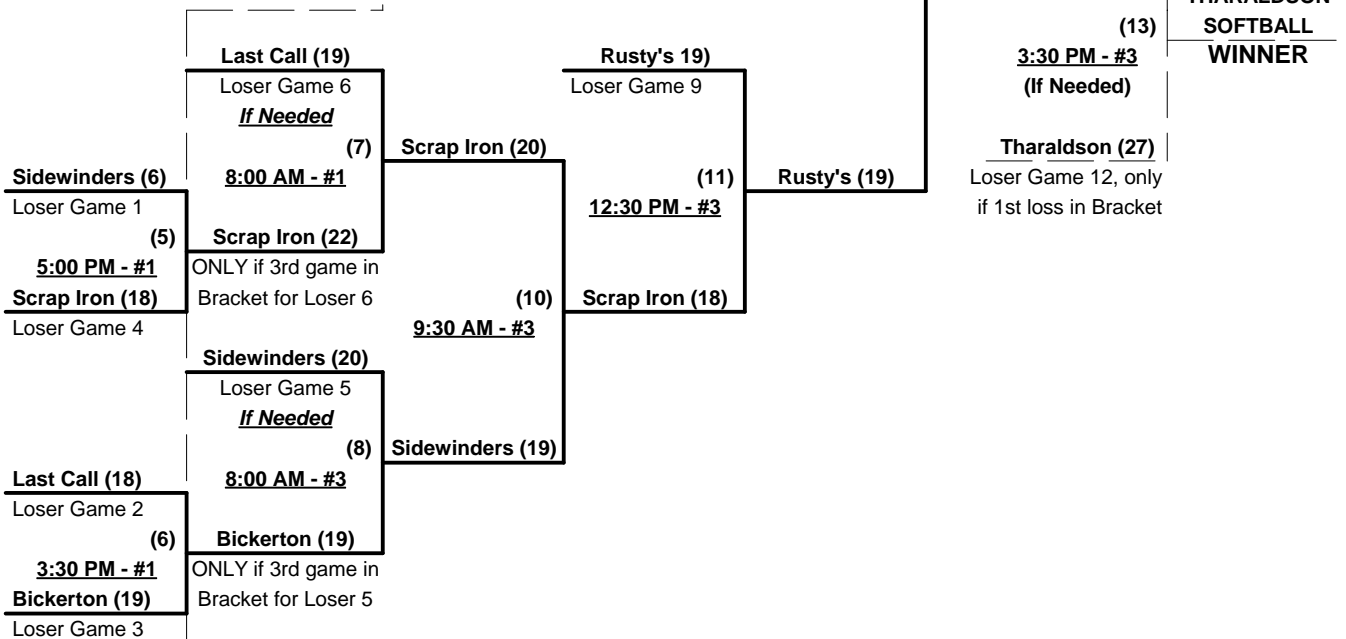 THARALDSON
(13) SOFTBALL
Last Call (19) Rusty's 19) 3:30 PM - #3 WINNER
Loser Game 6 Loser Game 9 (If Needed)
If Needed
(7) Scrap Iron (20) Tharaldson (27)
Sidewinders (6) 8:00 AM - #1 (11) Rusty's (19) Loser Game 12, only
Loser Game 1 12:30 PM - #3 if 1st loss in Bracket
(5) Scrap Iron (22)
5:00 PM - #1 ONLY if 3rd game in
Scrap Iron (18) Bracket for Loser 6 (10) Scrap Iron (18)
Loser Game 4 9:30 AM - #3
Sidewinders (20)
Loser Game 5
If Needed
(8) Sidewinders (19)
Last Call (18) 8:00 AM - #3
Loser Game 2
(6) Bickerton (19)
3:30 PM - #1 ONLY if 3rd game in
Bickerton (19) Bracket for Loser 5
Loser Game 3